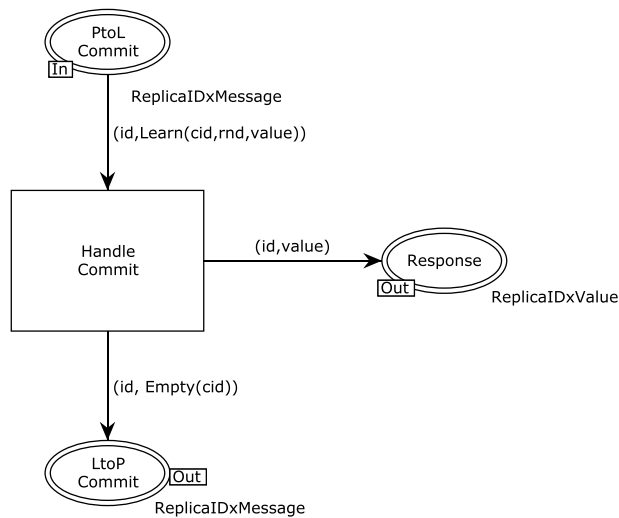 PtoL
Commit
In
ReplicaIDxMessage
(id,Learn(cid,rnd,value))
Handle
Commit
(id,value)
Response
Out
ReplicaIDxValue
(id, Empty(cid))
LtoP
Commit
Out
ReplicaIDxMessage